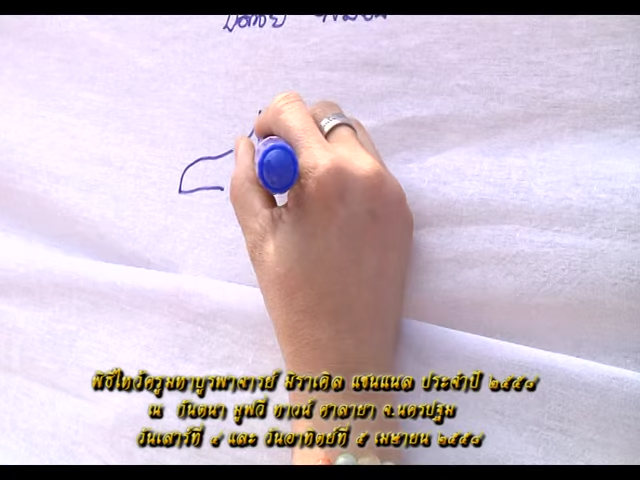 พิธีไหว้ครูมหาบูรพาจารย์ มิราเคิล แชนแนล ประจำปี ๒๕๕๘
ณ กันตนา มูฟวี่ ทาวน์ ศาลายา จ.นครปฐม
วันเสาร์ที่ ๔ และ วันอาทิตย์ที่ ๕ เมษายน ๒๕๕๘